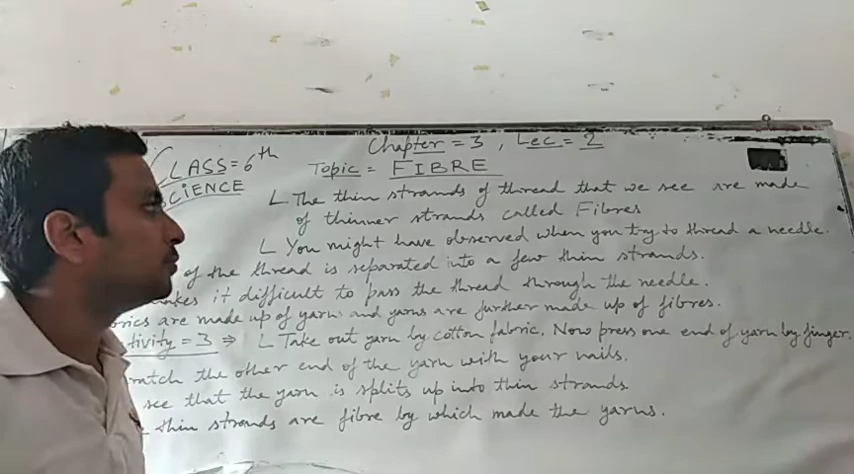 Chapter = 3, Lec = 2
CLASS = 6th
Topic = FIBRE
SCIENCE
The thin strands of thread that we see are made
of thinner strands called Fibres
You might have observed when you try to thread a needle.
of the thread is separated into a few thin strands.
makes it difficult to pass the thread through the needle.
brics are made up of yarns and yarns are further made up of fibres.
tivity = 3 ⇒ Take out yarn by cotton fabric. Now press one end of yarn by finger.
ratch the other end of the yarn with your nails.
see that the yarn is splits up into thin strands.
thin strands are fibre by which made the yarns.